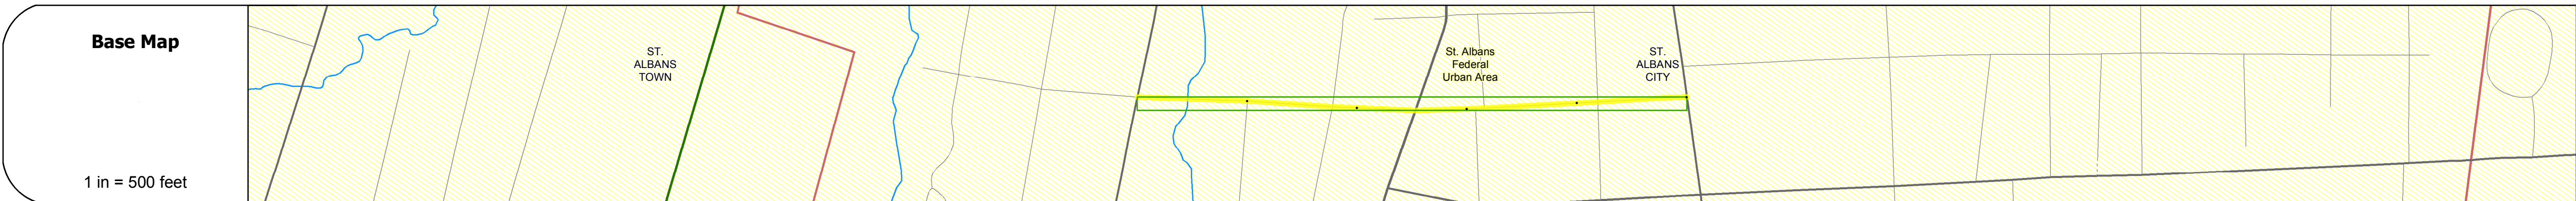 Base Map
1 in = 500 feet
ST.
ALBANS
TOWN
St. Albans
Federal
Urban Area
ST.
ALBANS
CITY